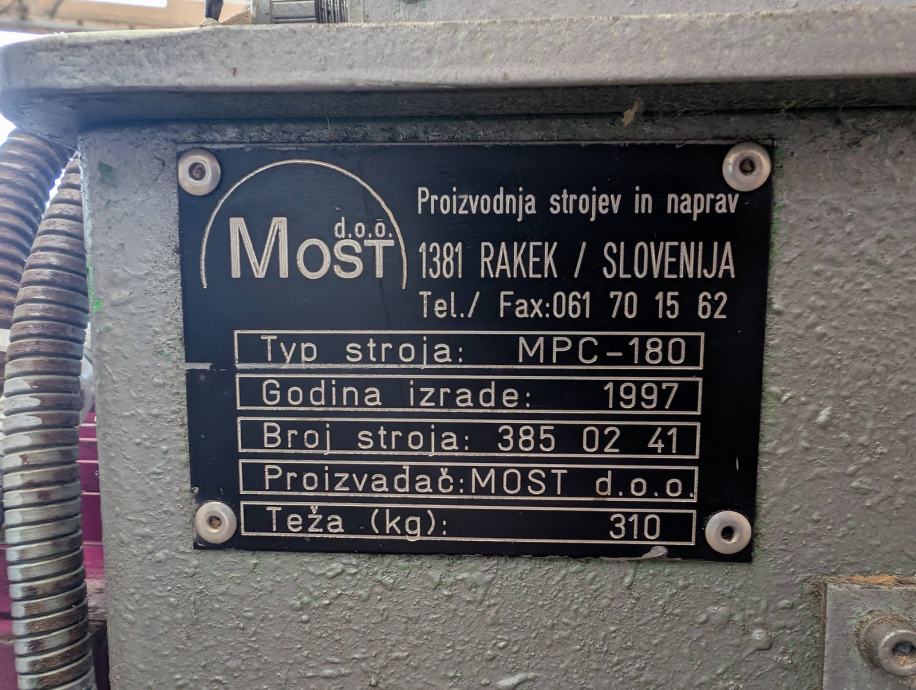 MOST d.o.o.
Proizvodnja strojev in naprav
1381 RAKEK / SLOVENIJA
Tel./ Fax:061 70 15 62
Typ stroja: MPC-180
Godina izrade: 1997
Broj stroja: 385 02 41
Proizvađač:MOST d.o.o.
Teža (kg): 310